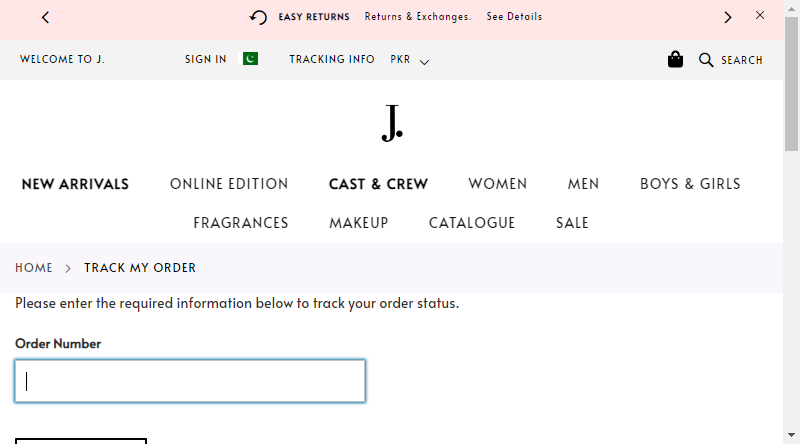 EASY RETURNS Returns & Exchanges. See Details
WELCOME TO J. SIGN IN TRACKING INFO PKR SEARCH
J.
NEW ARRIVALS ONLINE EDITION CAST & CREW WOMEN MEN BOYS & GIRLS
FRAGRANCES MAKEUP CATALOGUE SALE
HOME > TRACK MY ORDER
Please enter the required information below to track your order status.
Order Number